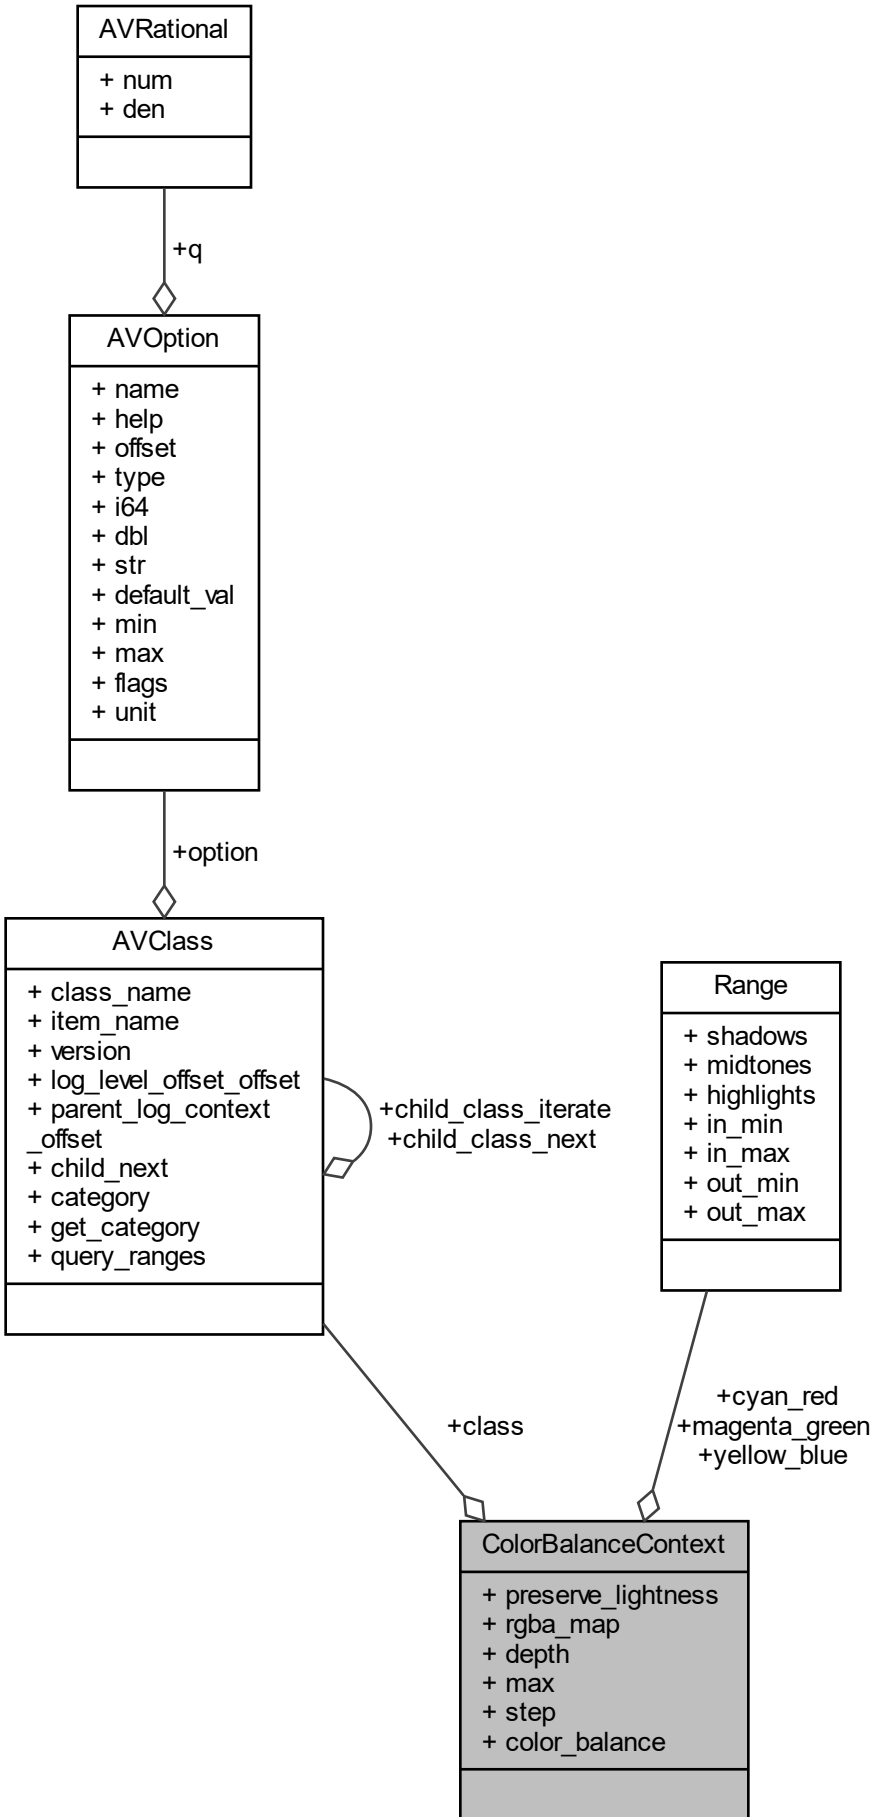 AVRational
+ num
+ den
+q
AVOption
+ name
+ help
+ offset
+ type
+ i64
+ dbl
+ str
+ default_val
+ min
+ max
+ flags
+ unit
+option
AVClass
+ class_name
+ item_name
+ version
+ log_level_offset_offset
+ parent_log_context
_offset
+ child_next
+ category
+ get_category
+ query_ranges
+child_class_iterate
+child_class_next
Range
+ shadows
+ midtones
+ highlights
+ in_min
+ in_max
+ out_min
+ out_max
+class
+cyan_red
+magenta_green
+yellow_blue
ColorBalanceContext
+ preserve_lightness
+ rgba_map
+ depth
+ max
+ step
+ color_balance